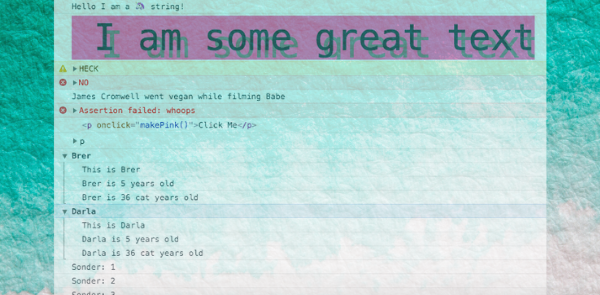 Hello I am a 💩 string!
I am some great text
HECK
NO
James Cromwell went vegan while filming Babe
Assertion failed: whoops
<p onclick="makePink()">Click Me</p>
p
Brer
This is Brer
Brer is 5 years old
Brer is 36 cat years old
Darla
This is Darla
Darla is 5 years old
Darla is 36 cat years old
Sonder: 1
Sonder: 2
Sonder: 3